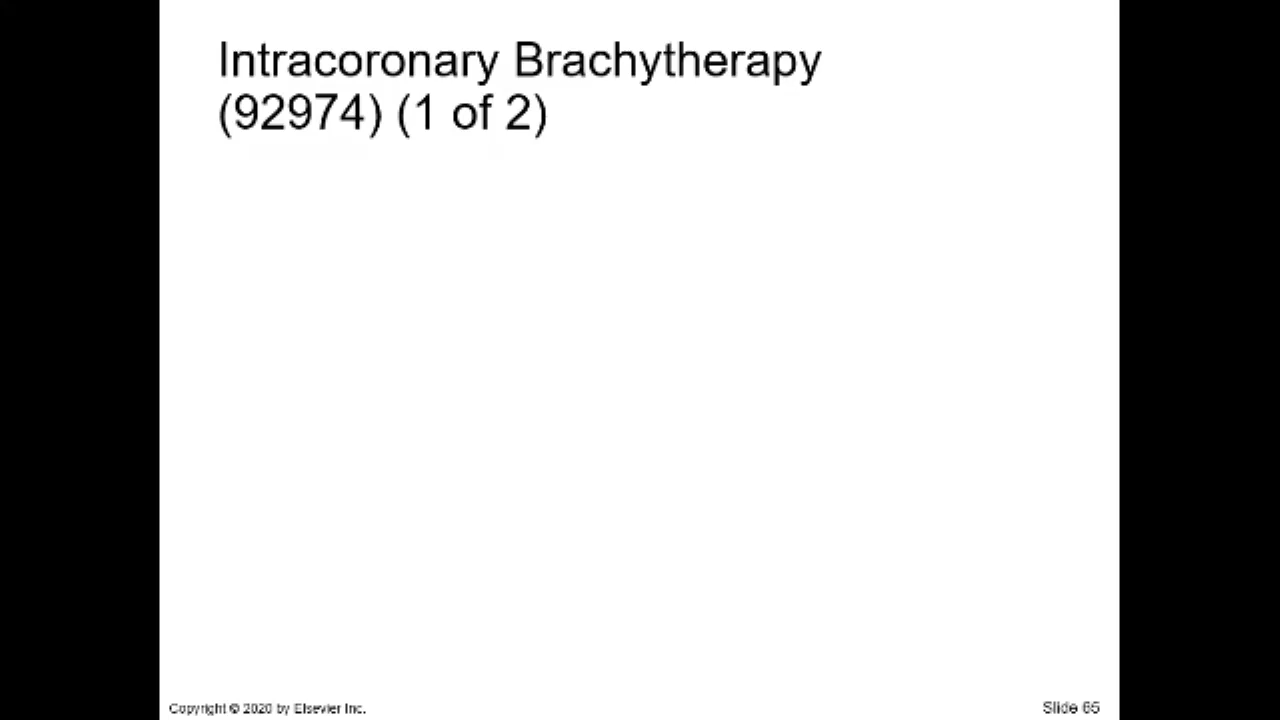 Intracoronary Brachytherapy
(92974) (1 of 2)
Copyright © 2020 by Elsevier Inc.
Slide 65